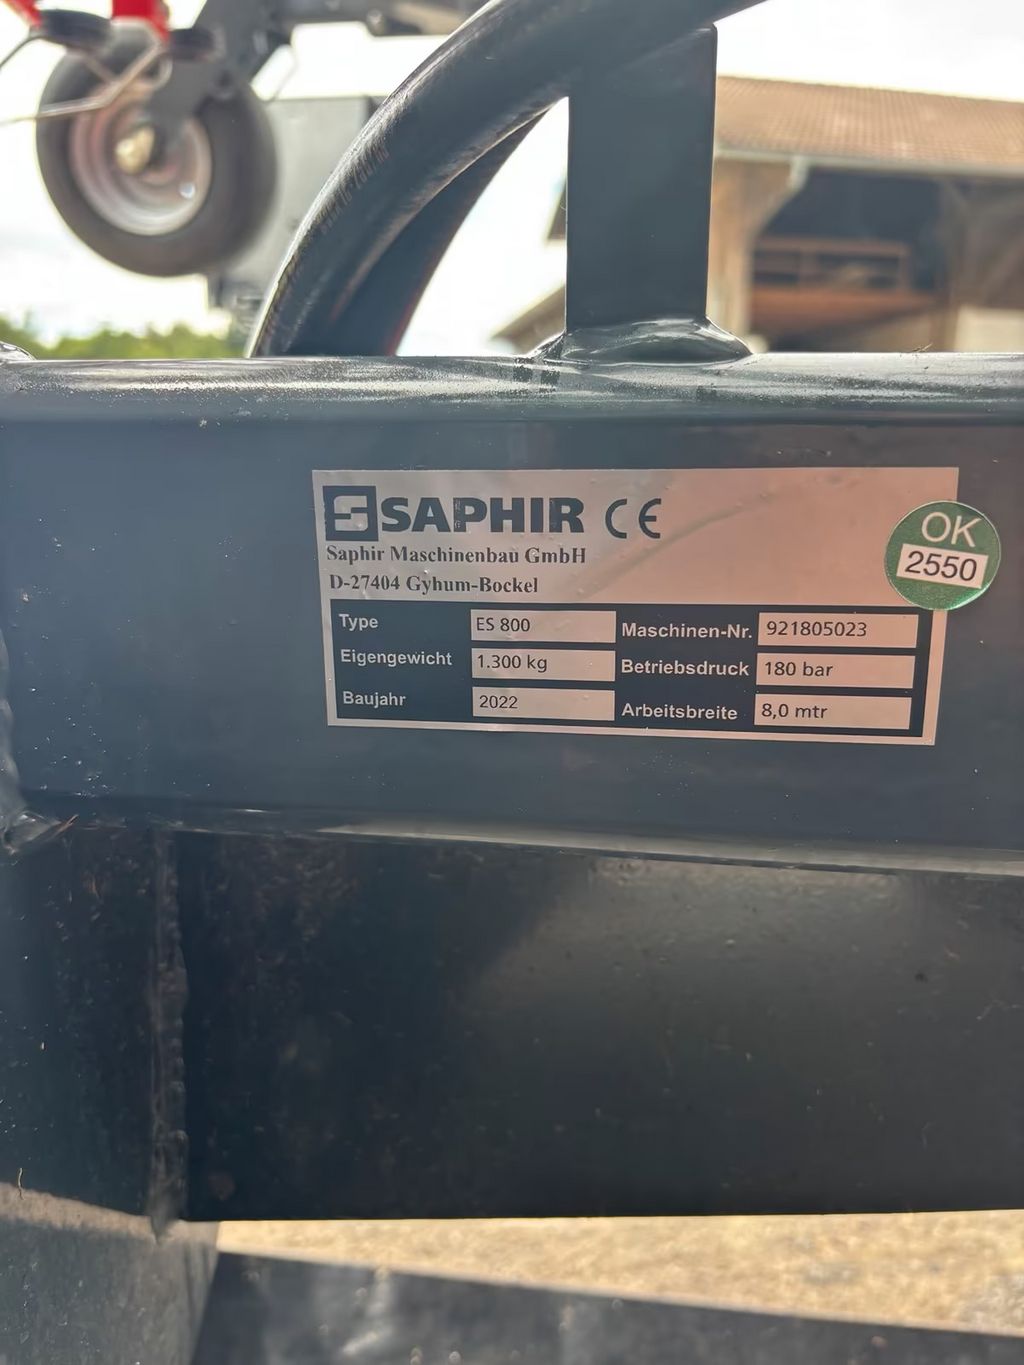 SAPHIR CE
Saphir Maschinenbau GmbH
D-27404 Gyhum-Bockel
OK
2550
Type ES 800 Maschinen-Nr. 921805023
Eigengewicht 1.300 kg Betriebsdruck 180 bar
Baujahr 2022 Arbeitsbreite 8,0 mtr